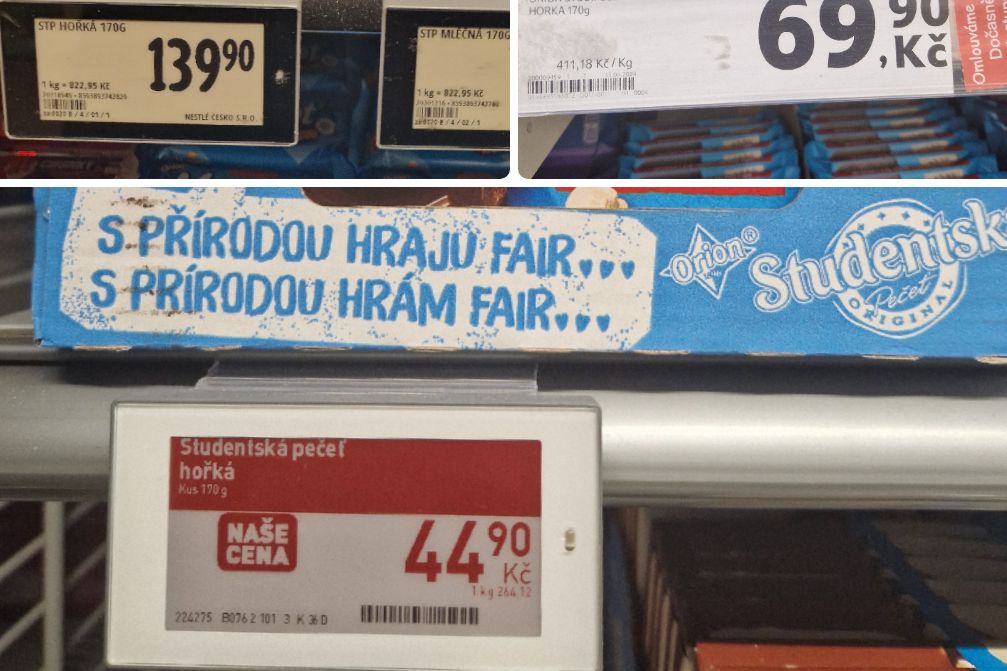 STP HOŘKÁ 170G
139 90
1 kg = 822,95 Kč
NESTLÉ ČESKO S.R.O.
STP MLÉČNÁ 170G
1 kg = 822,95 Kč
HOŘKÁ 170g
69,90 Kč
411,18 Kč / Kg
Omlouváme
Dočasně
S PŘÍRODOU HRAJU FAIR...
S PRÍRODOU HRÁM FAIR...
Orion®
Studentsk
Pečeť
ORIGINAL
Studentská pečeť
hořká
Kus 170 g
NAŠE
CENA
44 90
Kč
1 kg 264,12
224275 B076 2 101 3 K 36 D